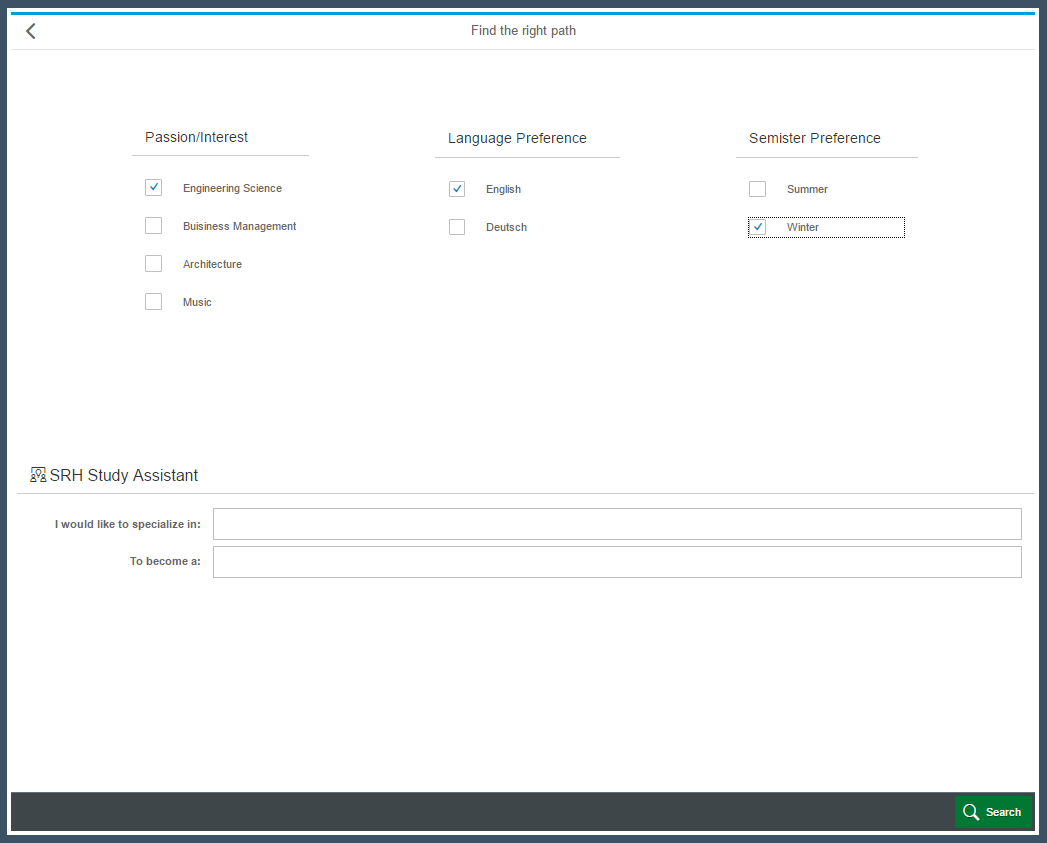 Find the right path
Passion/Interest
Engineering Science
Buisiness Management
Architecture
Music
Language Preference
English
Deutsch
Semister Preference
Summer
Winter
SRH Study Assistant
I would like to specialize in:
To become a:
Search